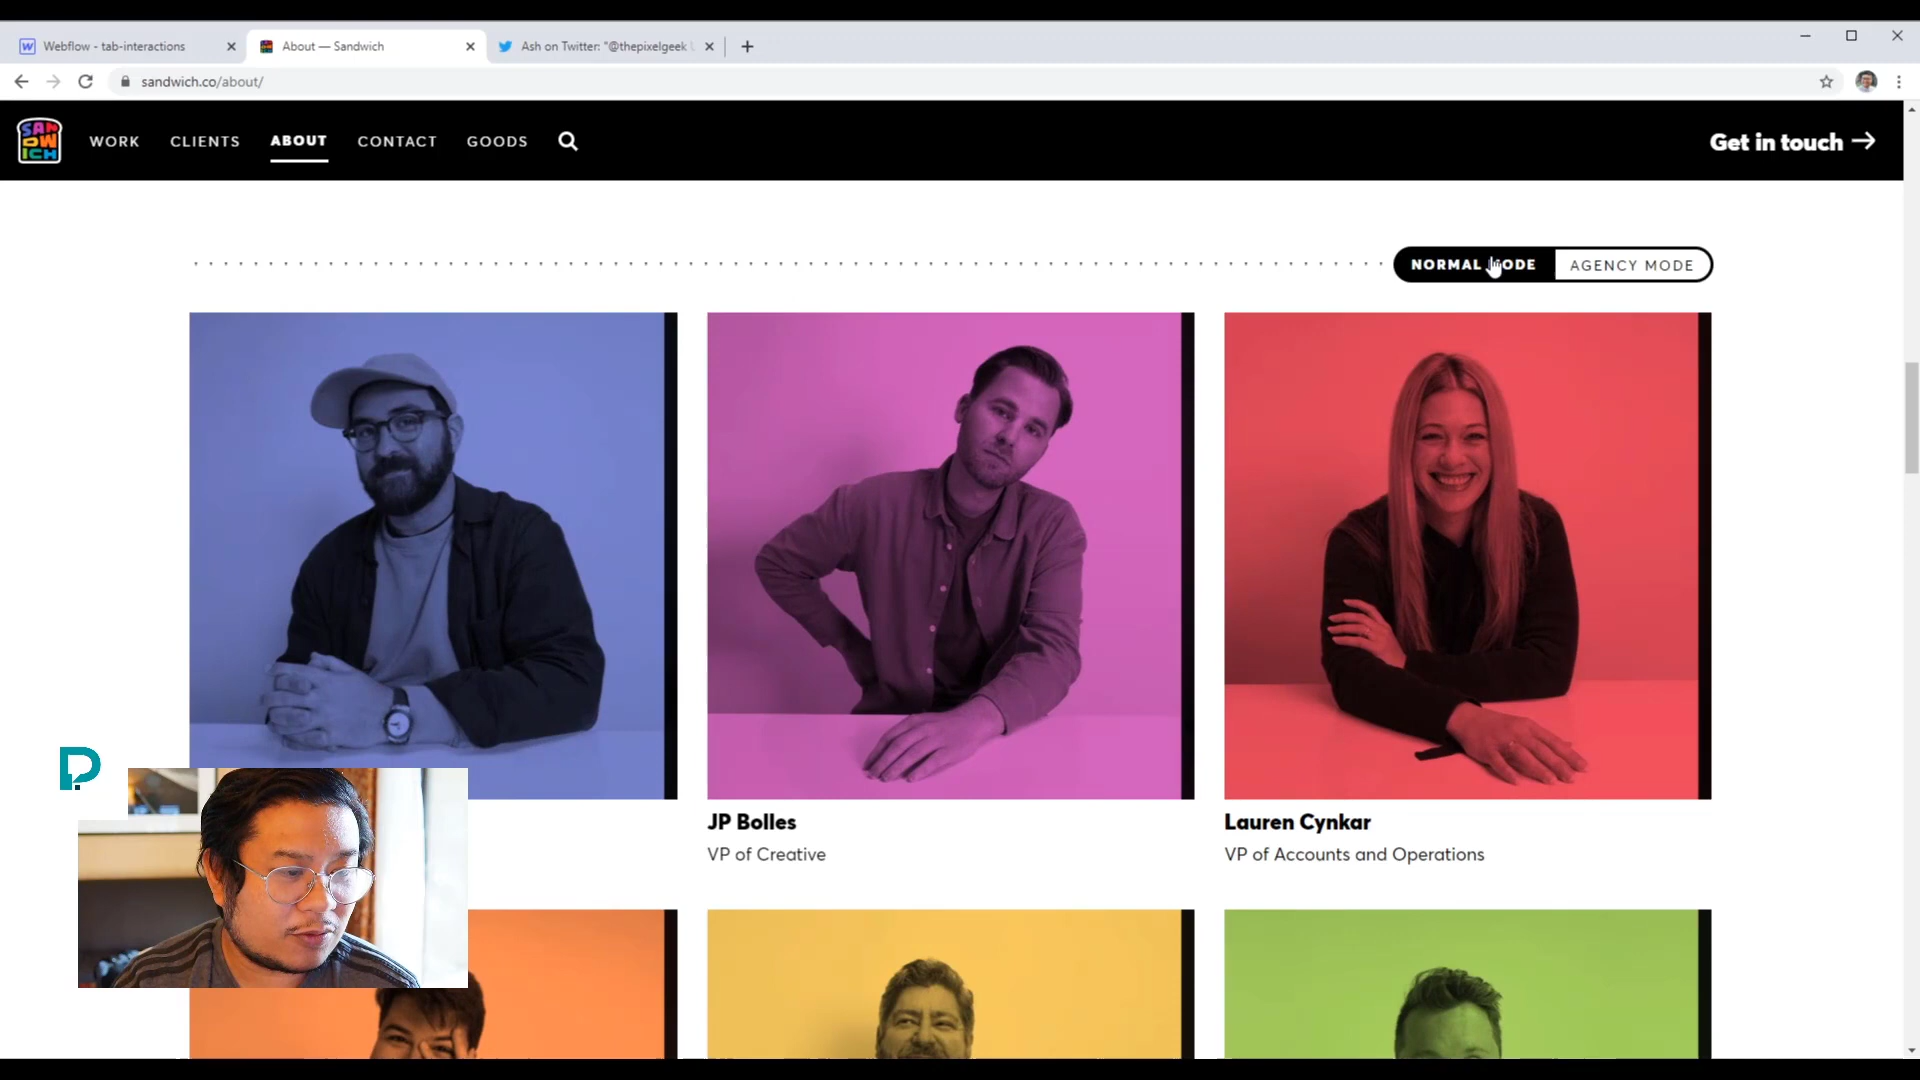 Webflow - tab-interactions
About — Sandwich
Ash on Twitter: "@thepixelgeek
sandwich.co/about/
SAN
DW
ICH
WORK
CLIENTS
ABOUT
CONTACT
GOODS
Get in touch
NORMAL MODE
AGENCY MODE
JP Bolles
VP of Creative
Lauren Cynkar
VP of Accounts and Operations